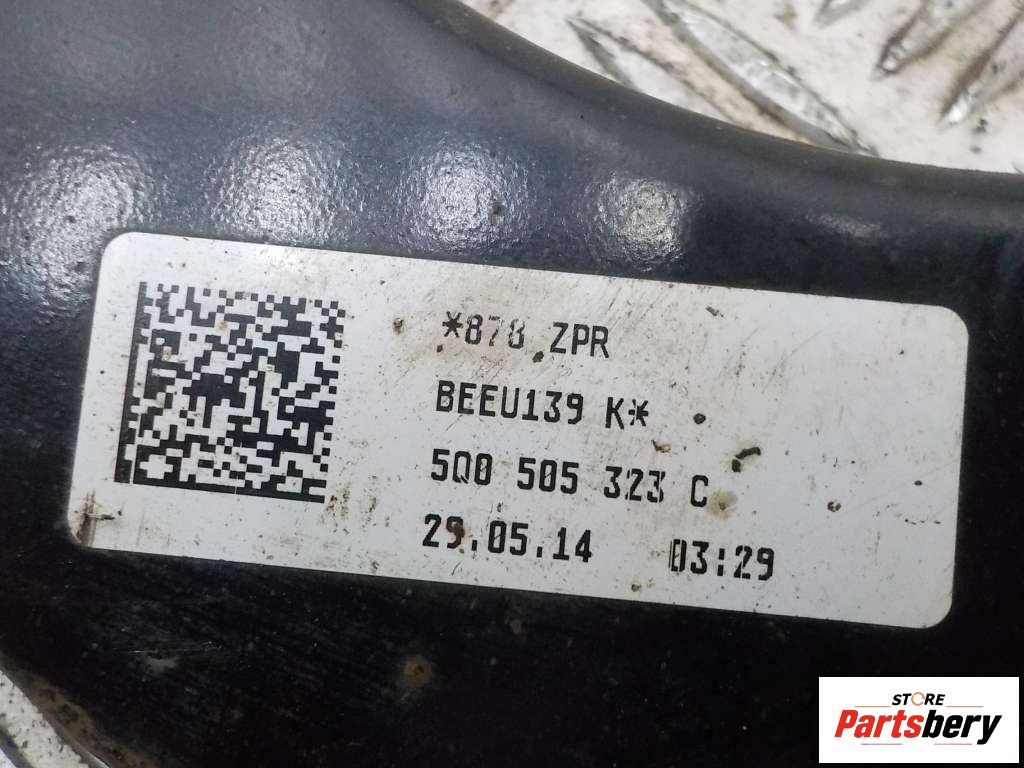 *878 ZPR
BEEU139 K*
5Q0 505 323 C
29.05.14 03:29
STORE
Partsbery